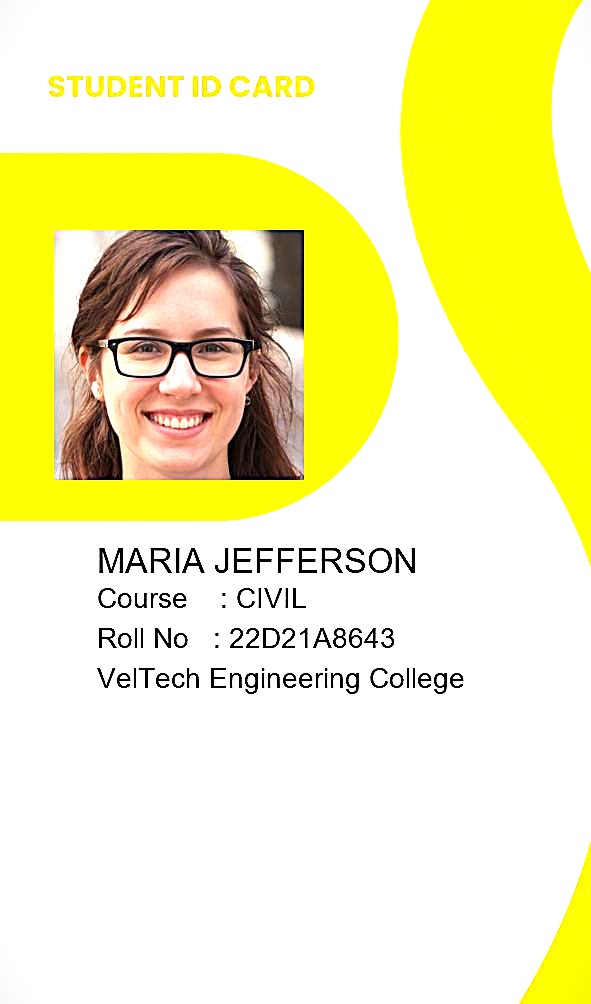 STUDENT ID CARD
MARIA JEFFERSON
Course : CIVIL
Roll No : 22D21A8643
VelTech Engineering College